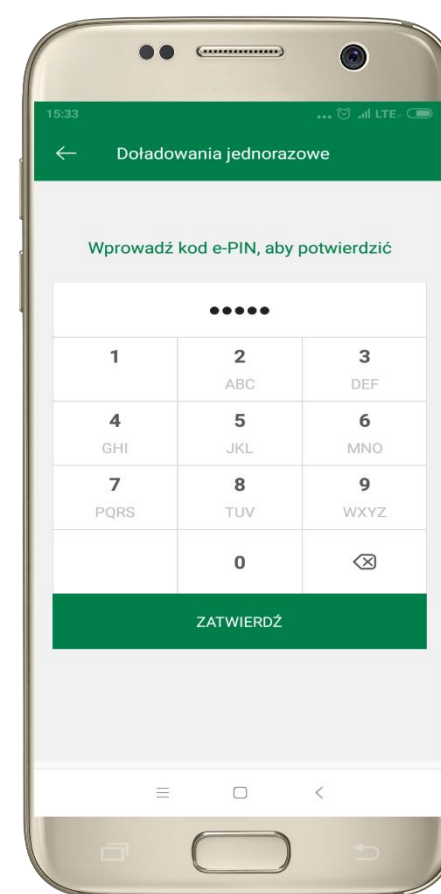 15:33 ... LTE
Doładowania jednorazowe
Wprowadź kod e-PIN, aby potwierdzić
•••••
1 2 3
ABC DEF
4 5 6
GHI JKL MNO
7 8 9
PQRS TUV WXYZ
0
ZATWIERDŹ